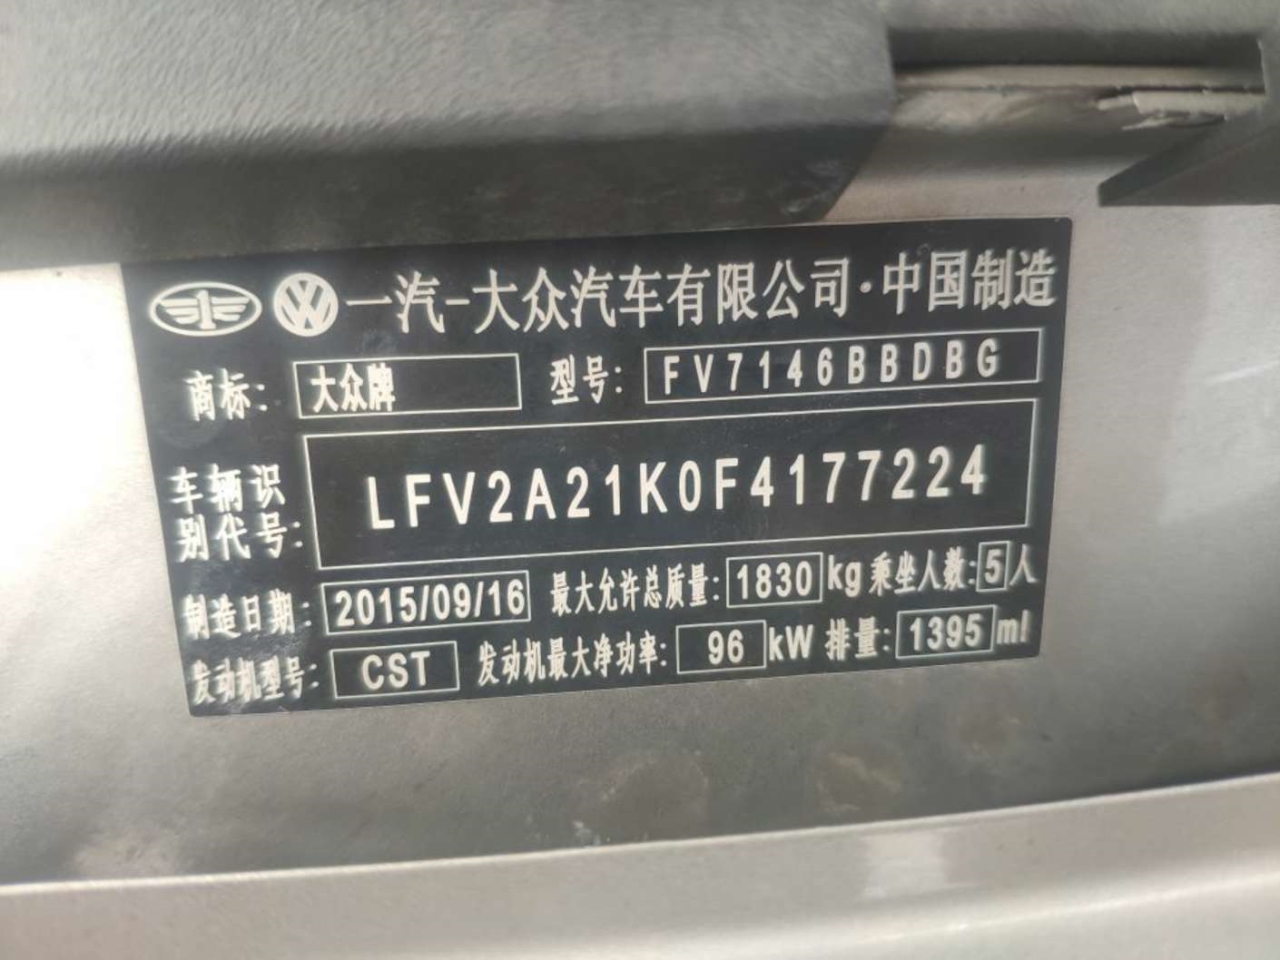 一汽-大众汽车有限公司·中国制造
商标: 大众牌 型号: FV7146BBDBG
车辆识别代号: LFV2A21K0F4177224
制造日期: 2015/09/16 最大允许总质量: 1830 kg 乘坐人数: 5 人
发动机型号: CST 发动机最大净功率: 96 kW 排量: 1395 ml